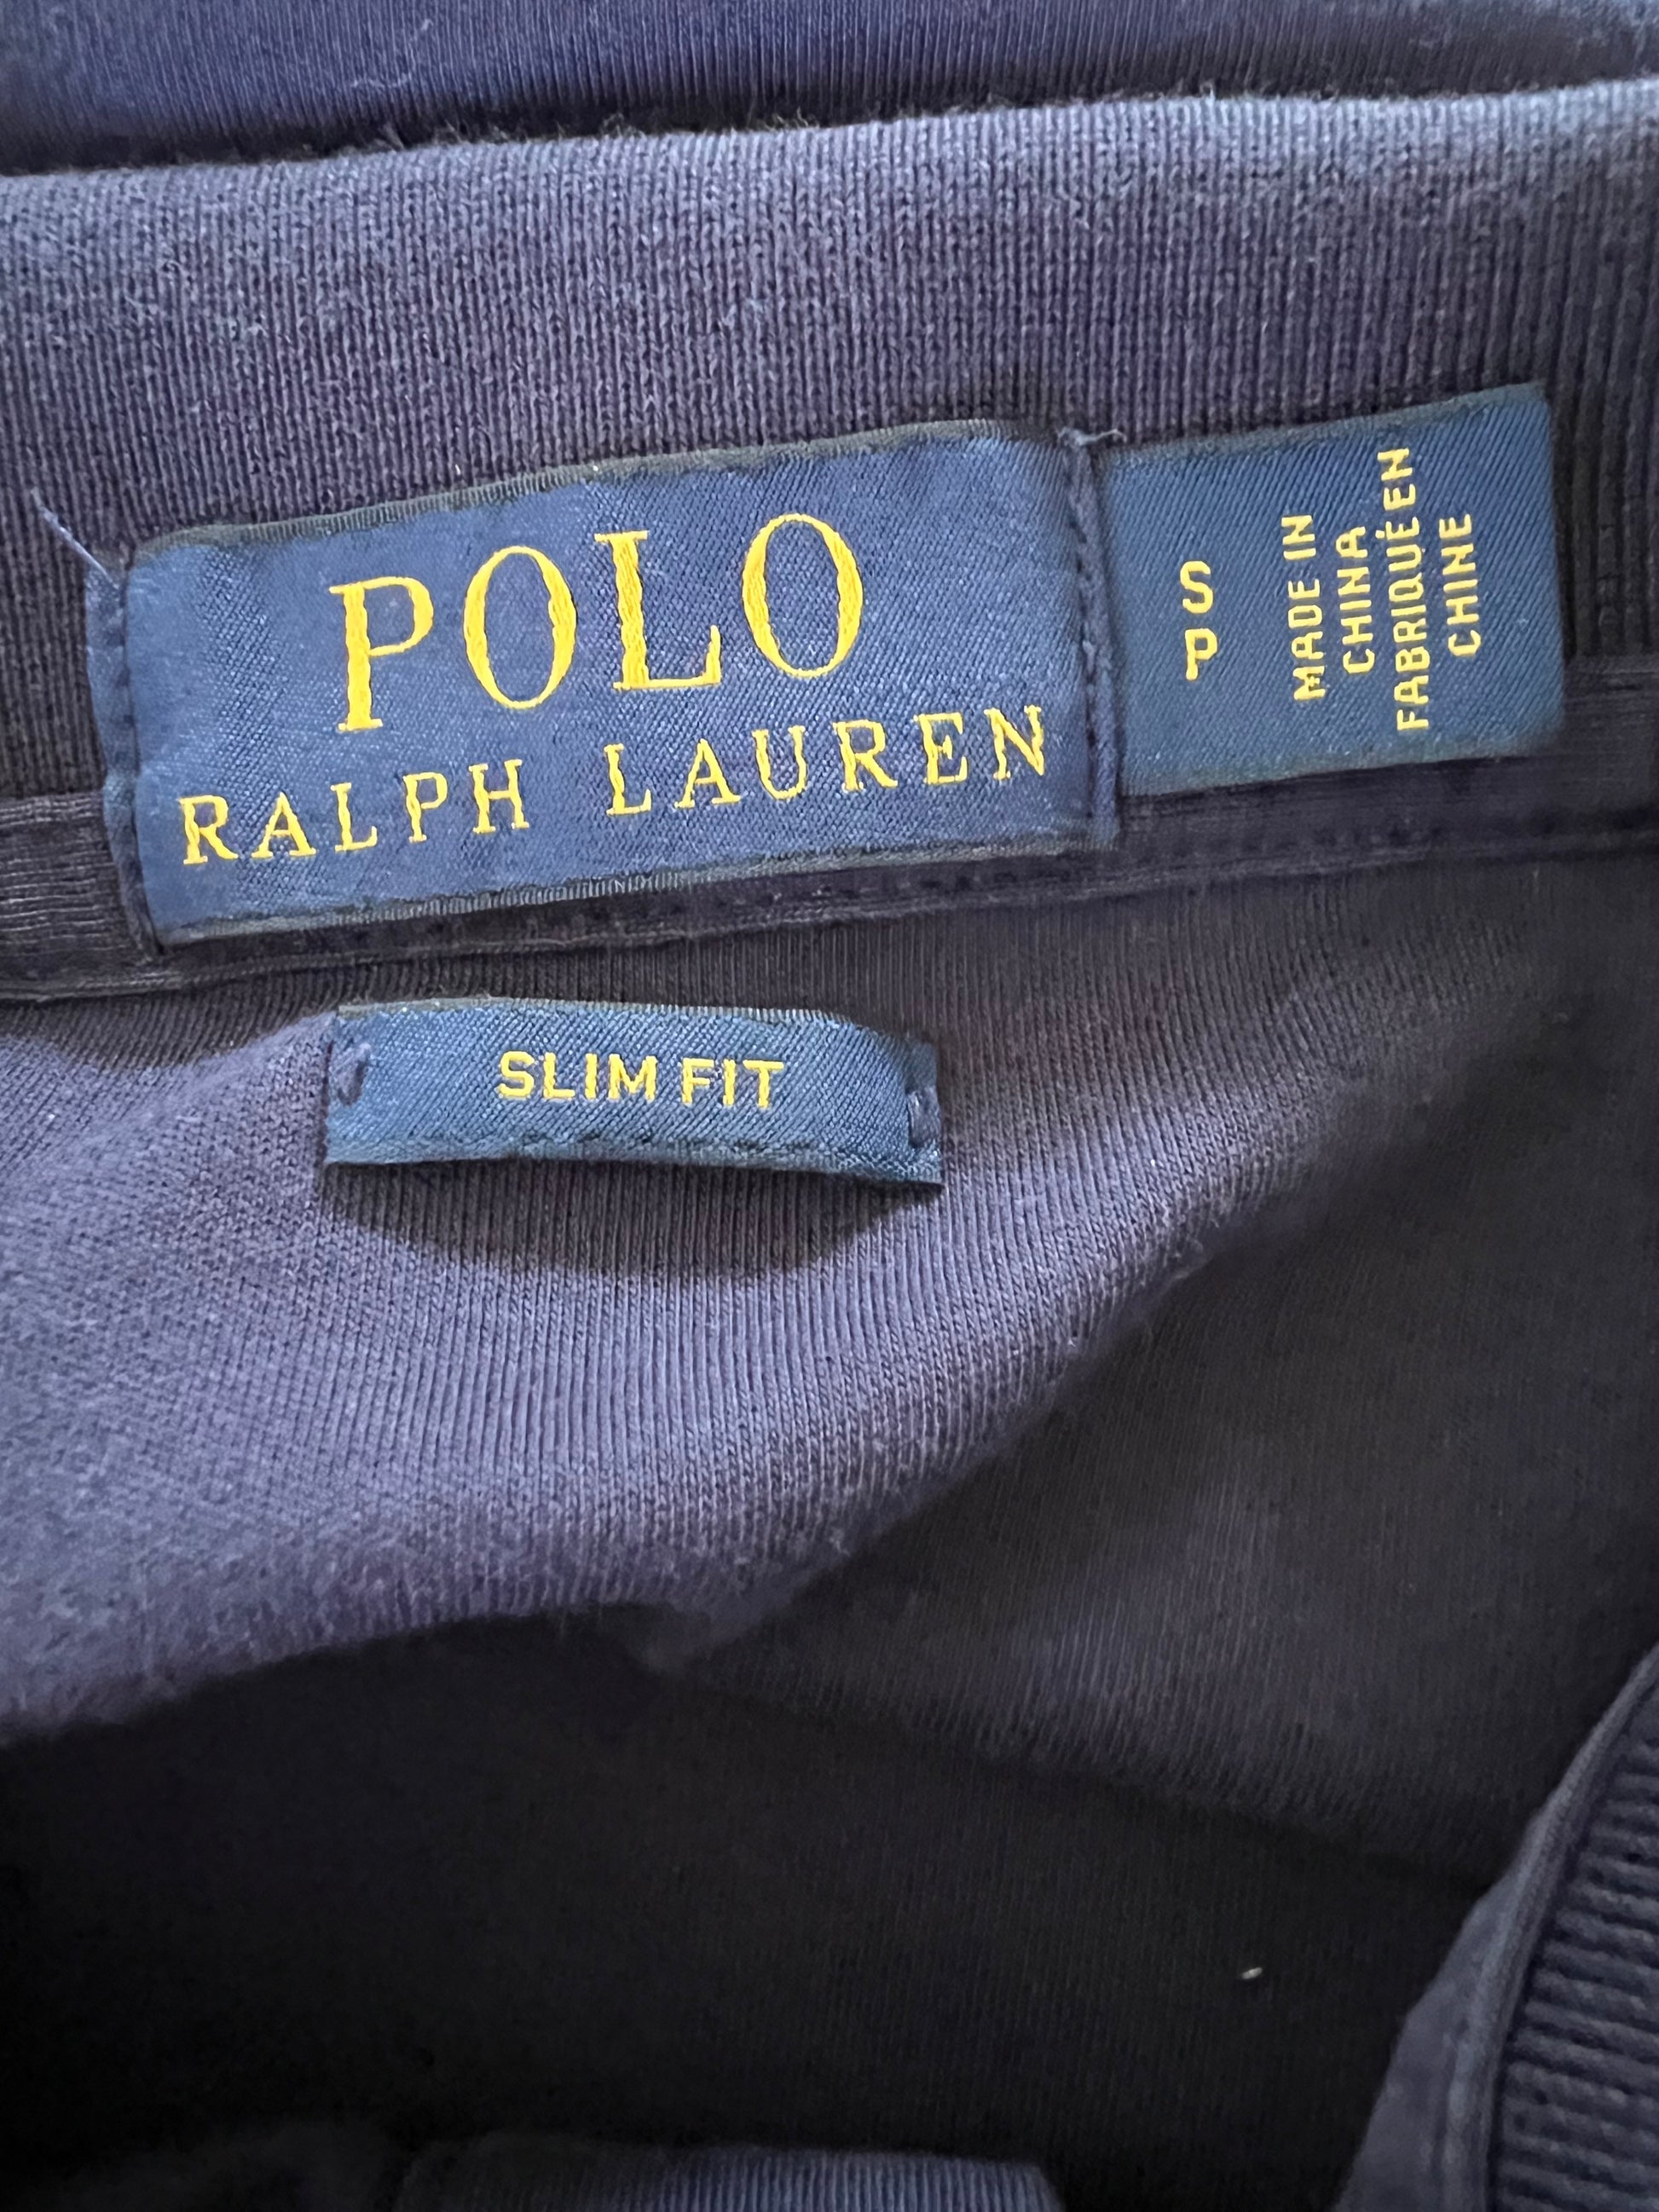 POLO
RALPH LAUREN
S
P
MADE IN
CHINA
FABRIQUÉ EN
CHINE
SLIM FIT